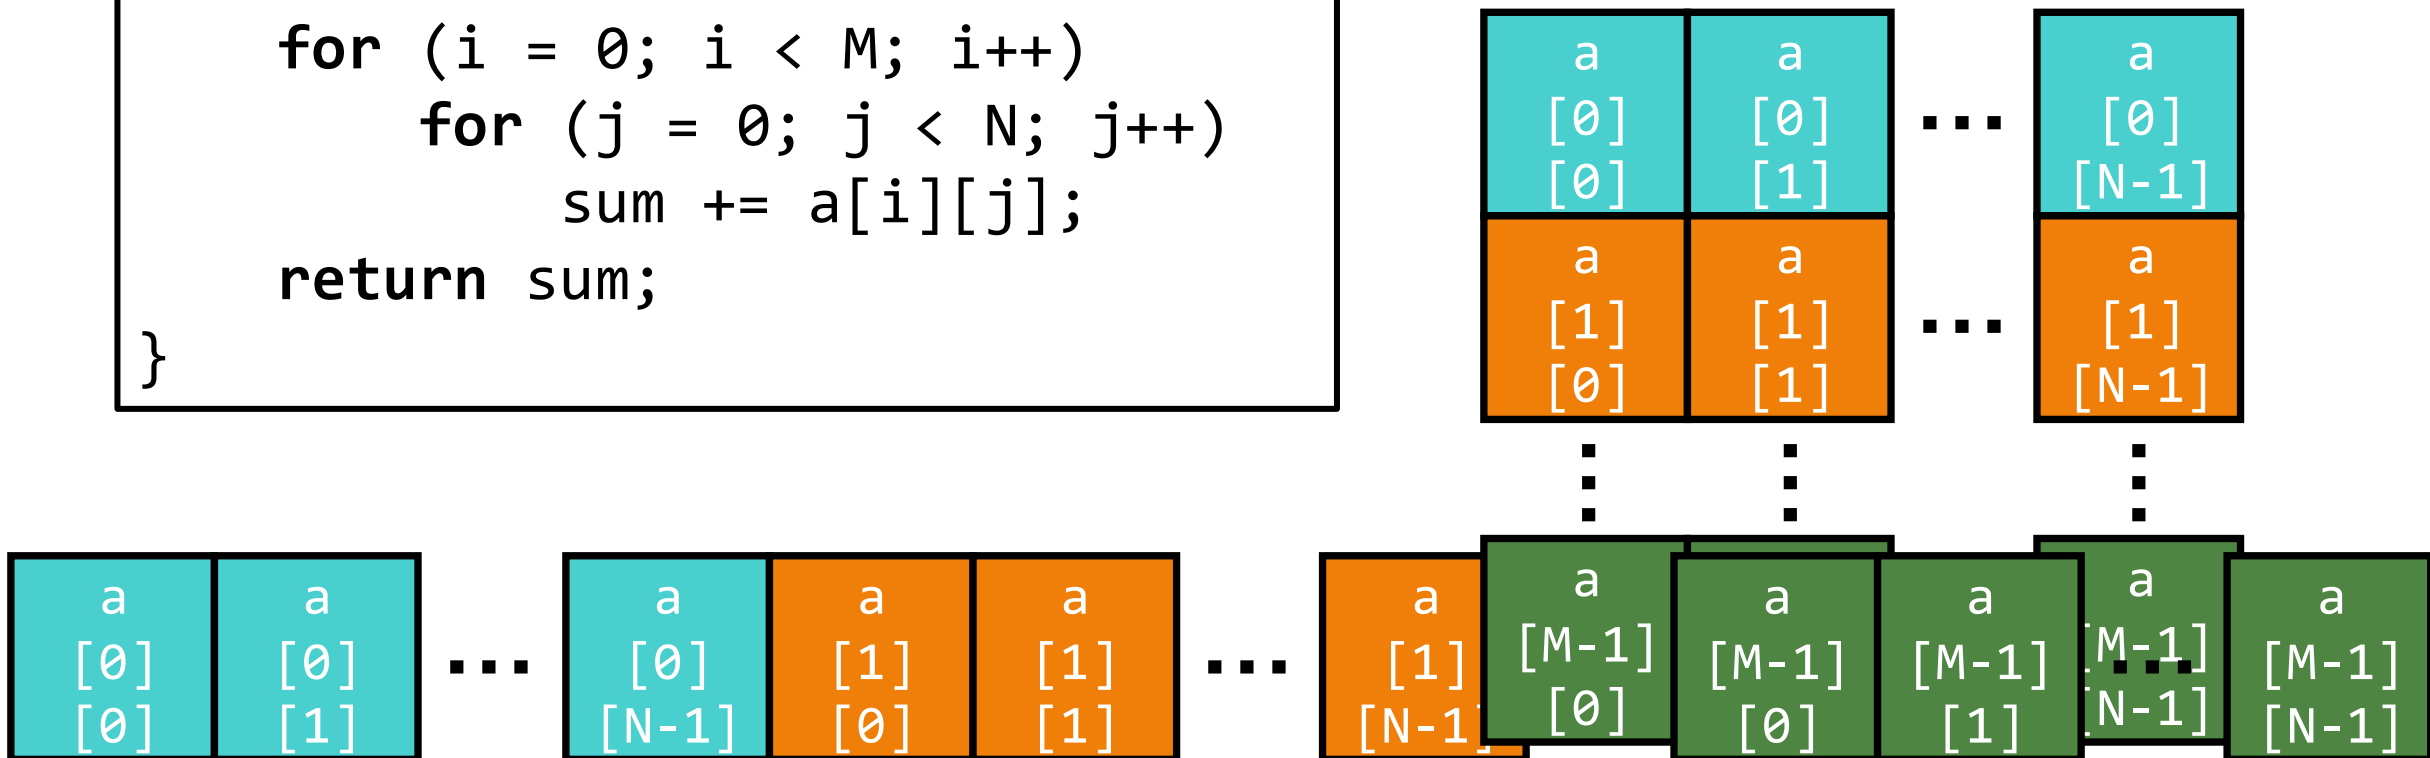 for (i = 0; i < M; i++)
for (j = 0; j < N; j++)
sum += a[i][j];
return sum;
}
a
[0]
[0]
a
[0]
[1]
...
a
[0]
[N-1]
a
[1]
[0]
a
[1]
[1]
...
a
[1]
[N-1]
a
[M-1]
[0]
a
[M-1]
[N-1]
a
[0]
[0]
a
[0]
[1]
...
a
[0]
[N-1]
a
[1]
[0]
a
[1]
[1]
...
a
[1]
[N-1]
a
[M-1]
[0]
a
[M-1]
[1]
...
a
[M-1]
[N-1]